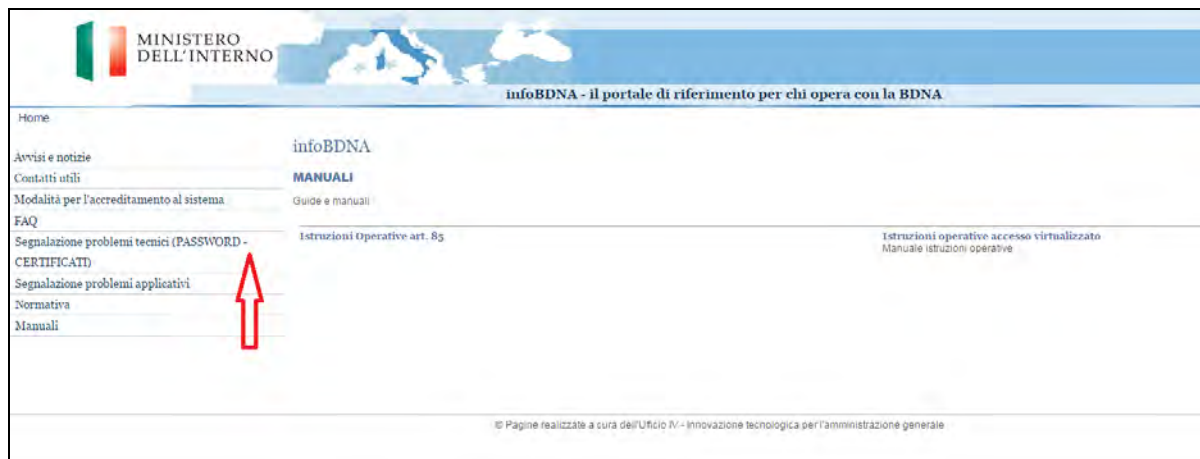 MINISTERO
DELL'INTERNO
infoBDNA - il portale di riferimento per chi opera con la BDNA
Home
Avvisi e notizie
Contatti utili
Modalità per l'accreditamento al sistema
FAQ
Segnalazione problemi tecnici (PASSWORD -
CERTIFICATI)
Segnalazione problemi applicativi
Normativa
Manuali
infoBDNA
MANUALI
Guide e manuali
Istruzioni Operative art. 85
Istruzioni operative accesso virtualizzato
Manuale istruzioni operative
© Pagine realizzate a cura dell'Ufficio IV - Innovazione tecnologica per l'amministrazione generale